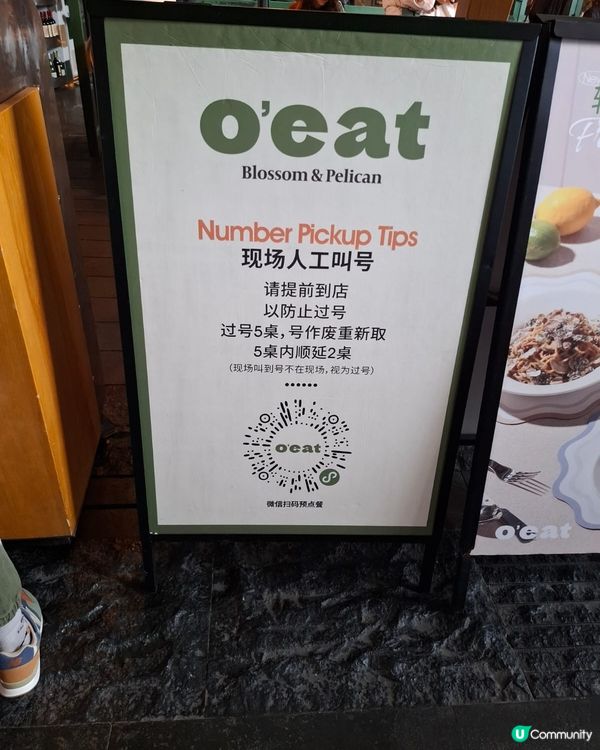 o'eat
Blossom & Pelican
Number Pickup Tips
现场人工叫号
请提前到店
以防止过号
过号5桌，号作废重新取
5桌内顺延2桌
（现场叫到号不在现场，视为过号）
••••••
o'eat
微信扫码预点餐
o'eat
U Community